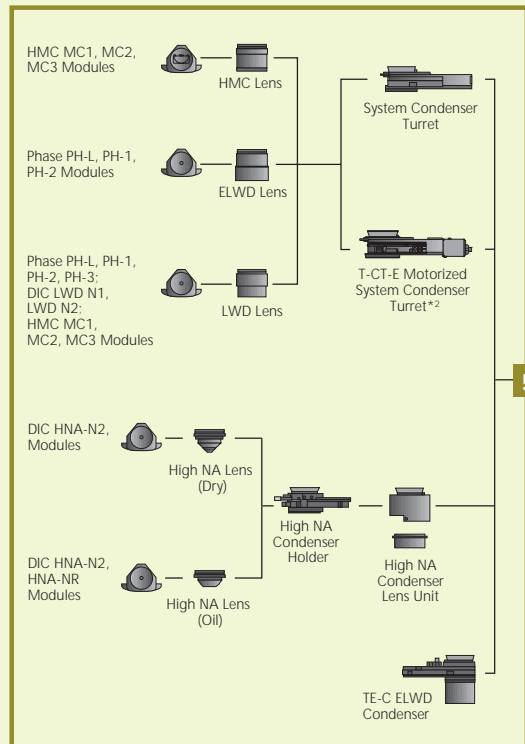 HMC MC1, MC2,
MC3 Modules
HMC Lens
System Condenser
Turret
Phase PH-L, PH-1,
PH-2 Modules
ELWD Lens
T-CT-E Motorized
System Condenser
Turret*2
Phase PH-L, PH-1,
PH-2, PH-3;
DIC LWD N1,
LWD N2;
HMC MC1,
MC2, MC3 Modules
LWD Lens
DIC HNA-N2,
Modules
High NA Lens
(Dry)
High NA
Condenser
Holder
High NA
Condenser
Lens Unit
DIC HNA-N2,
HNA-NR
Modules
High NA Lens
(Oil)
TE-C ELWD
Condenser